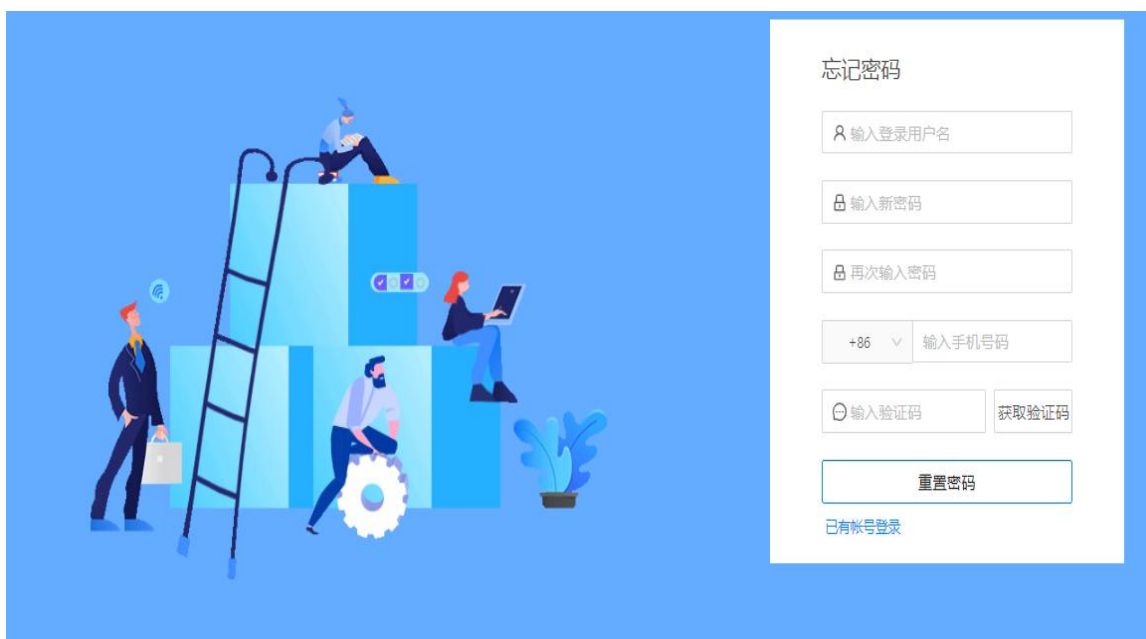 忘记密码
输入登录用户名
输入新密码
再次输入密码
+86 输入手机号码
输入验证码 获取验证码
重置密码
已有帐号登录